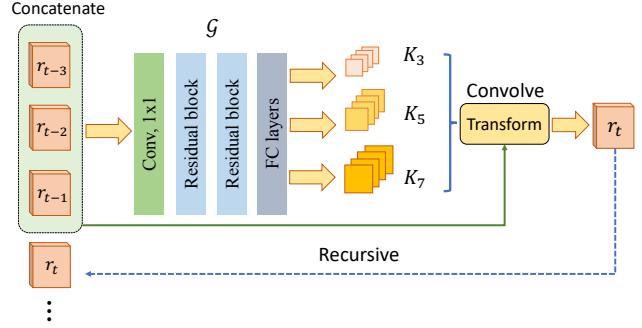 Concatenate
𝒢
r_{t-3}
r_{t-2}
r_{t-1}
r_t
Conv, 1x1
Residual block
Residual block
FC layers
K_3
K_5
K_7
Convolve
Transform
r_t
Recursive
⋮